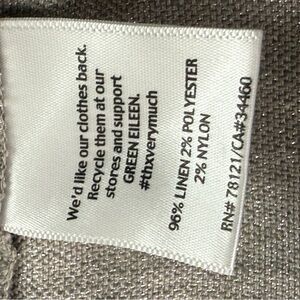 We'd like our clothes back.
Recycle them at our
stores and support
GREEN EILEEN.
#thxverymuch
96% LINEN 2% POLYESTER
2% NYLON
RN# 78121/CA#34460